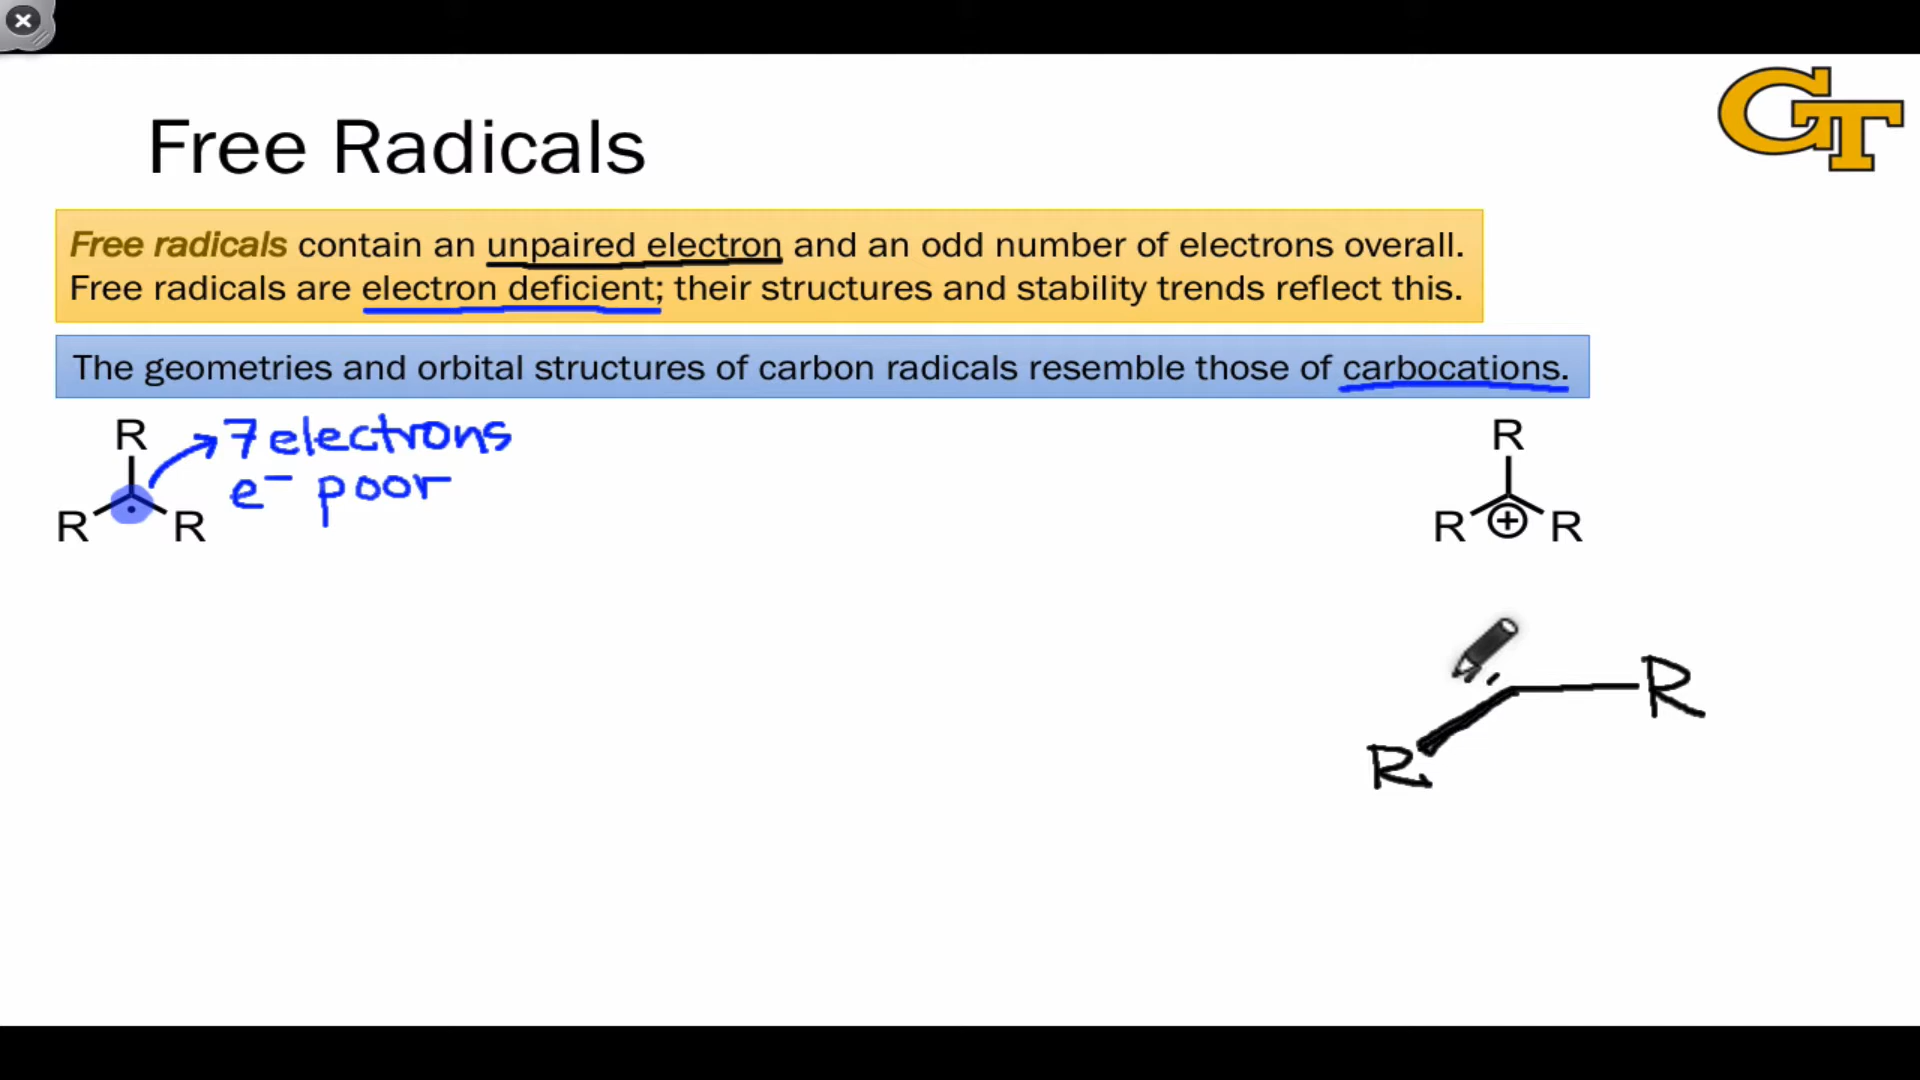 GT
Free Radicals
Free radicals contain an unpaired electron and an odd number of electrons overall.
Free radicals are electron deficient; their structures and stability trends reflect this.
The geometries and orbital structures of carbon radicals resemble those of carbocations.
R
R R
7 electrons
e⁻ poor
R
R + R
R
R